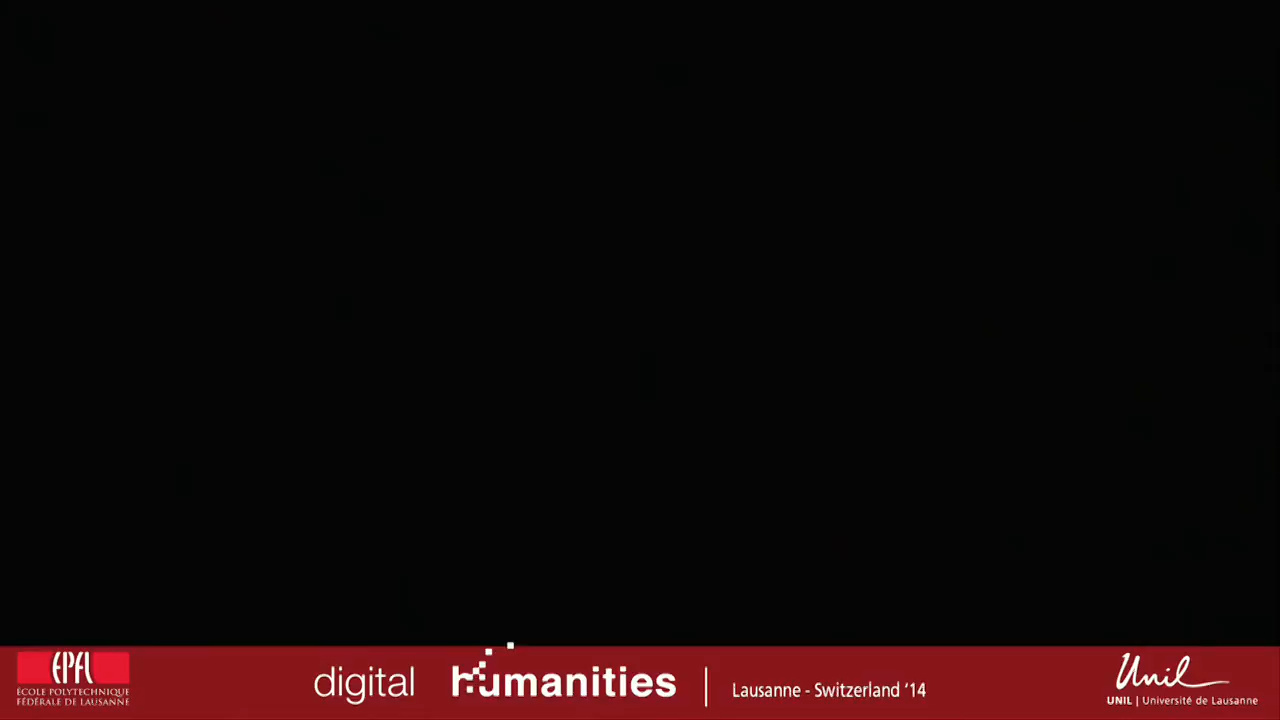 EPFL
ÉCOLE POLYTECHNIQUE
FÉDÉRALE DE LAUSANNE
digital humanities | Lausanne - Switzerland '14
Unil
UNIL | Université de Lausanne